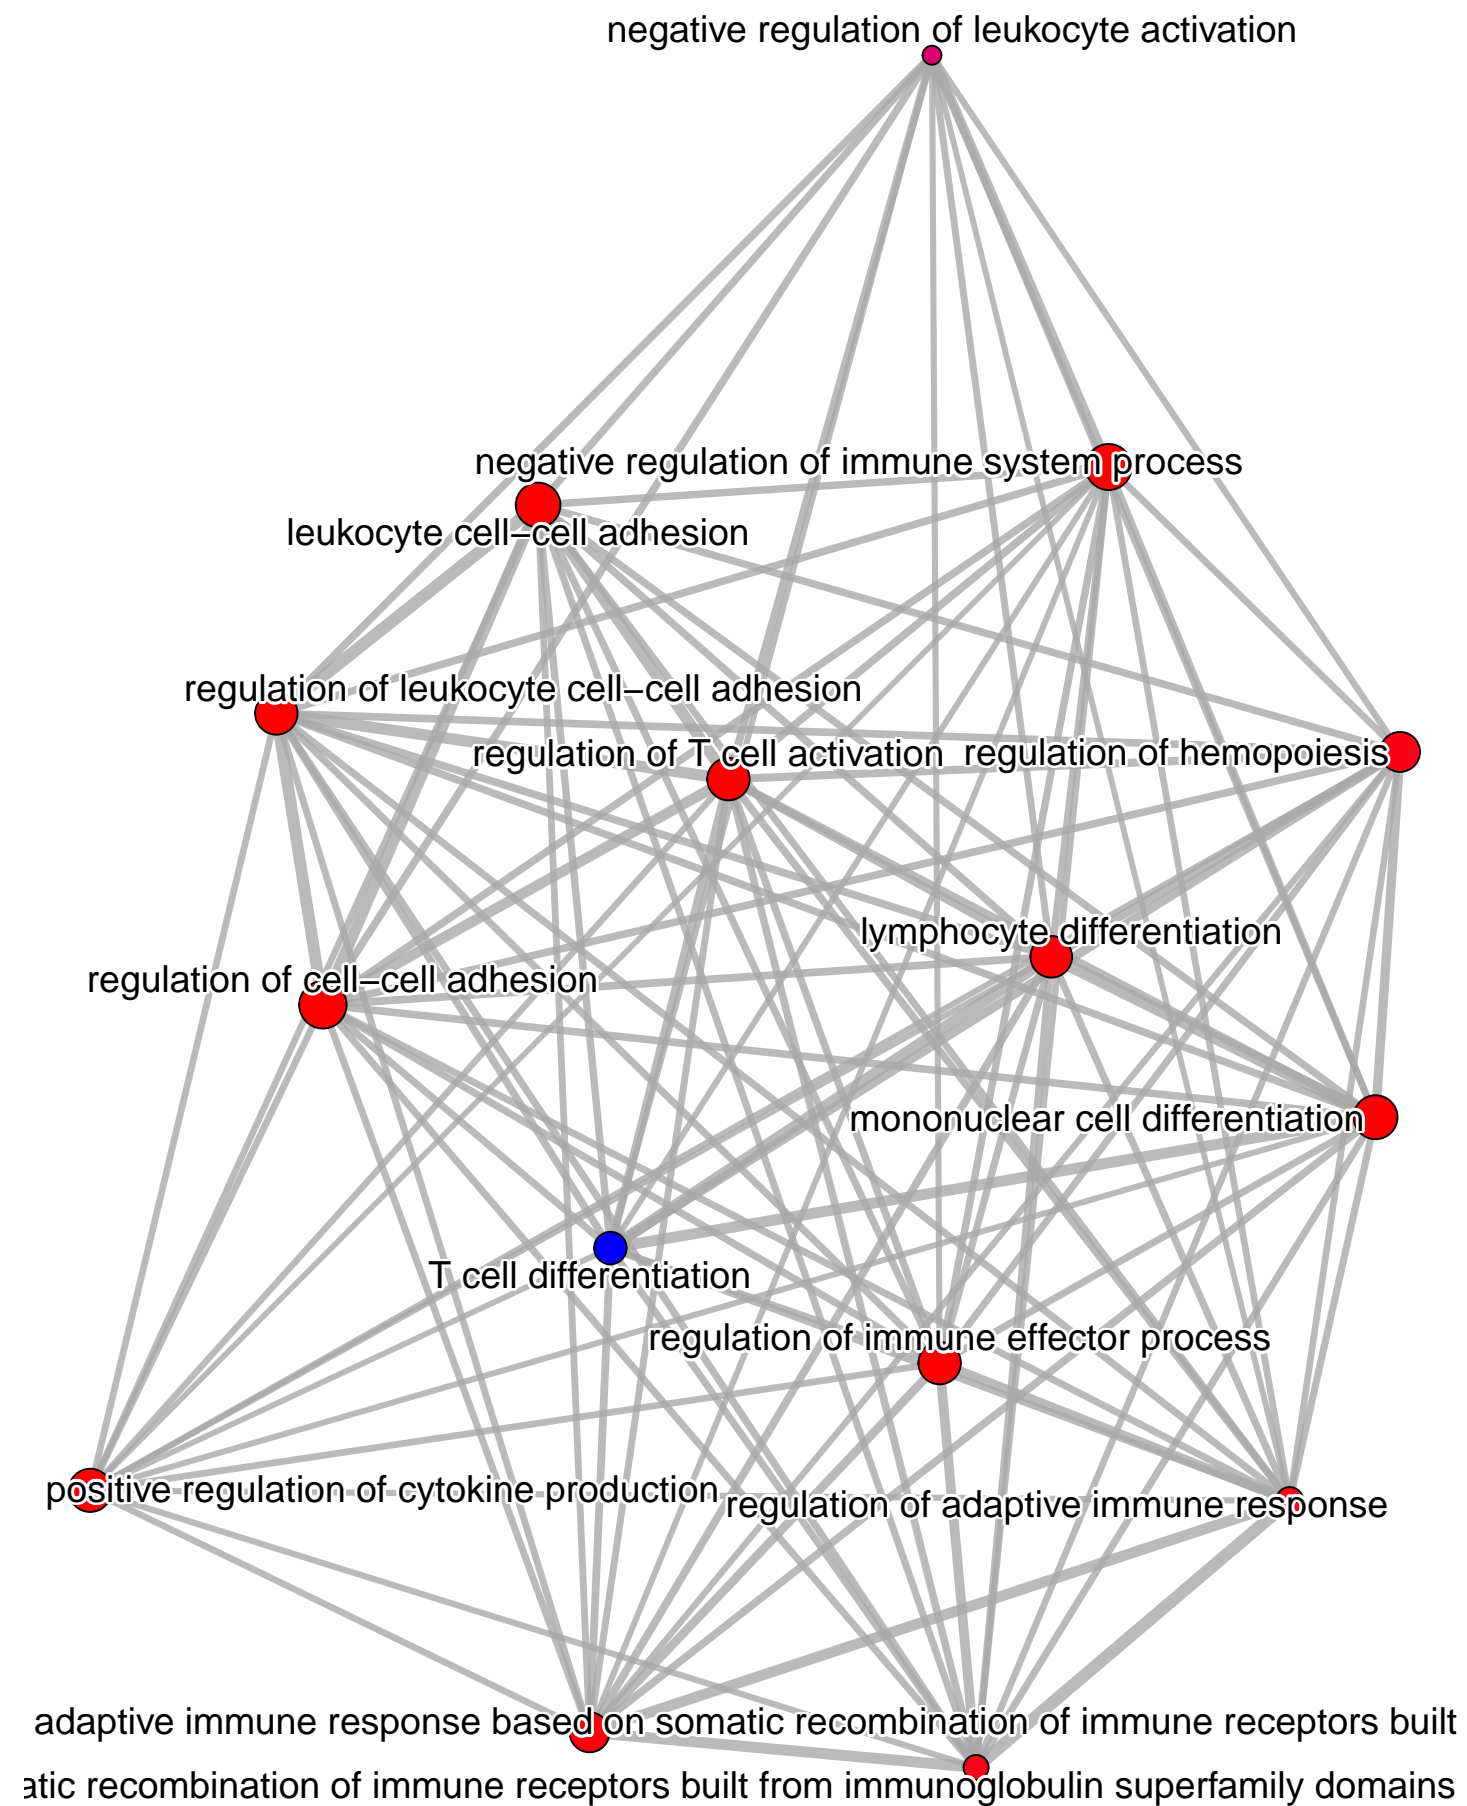 negative regulation of leukocyte activation
negative regulation of immune system process
leukocyte cell−cell adhesion
regulation of leukocyte cell−cell adhesion
regulation of T cell activation
regulation of hemopoiesis
lymphocyte differentiation
regulation of cell−cell adhesion
mononuclear cell differentiation
T cell differentiation
regulation of immune effector process
positive regulation of cytokine production
regulation of adaptive immune response
adaptive immune response based on somatic recombination of immune receptors built
recombination of immune receptors built from immunoglobulin superfamily domains